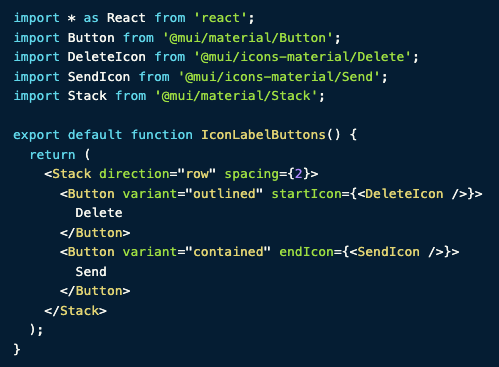 import * as React from 'react';
import Button from '@mui/material/Button';
import DeleteIcon from '@mui/icons-material/Delete';
import SendIcon from '@mui/icons-material/Send';
import Stack from '@mui/material/Stack';

export default function IconLabelButtons() {
  return (
    <Stack direction="row" spacing={2}>
      <Button variant="outlined" startIcon={<DeleteIcon />}>
        Delete
      </Button>
      <Button variant="contained" endIcon={<SendIcon />}>
        Send
      </Button>
    </Stack>
  );
}